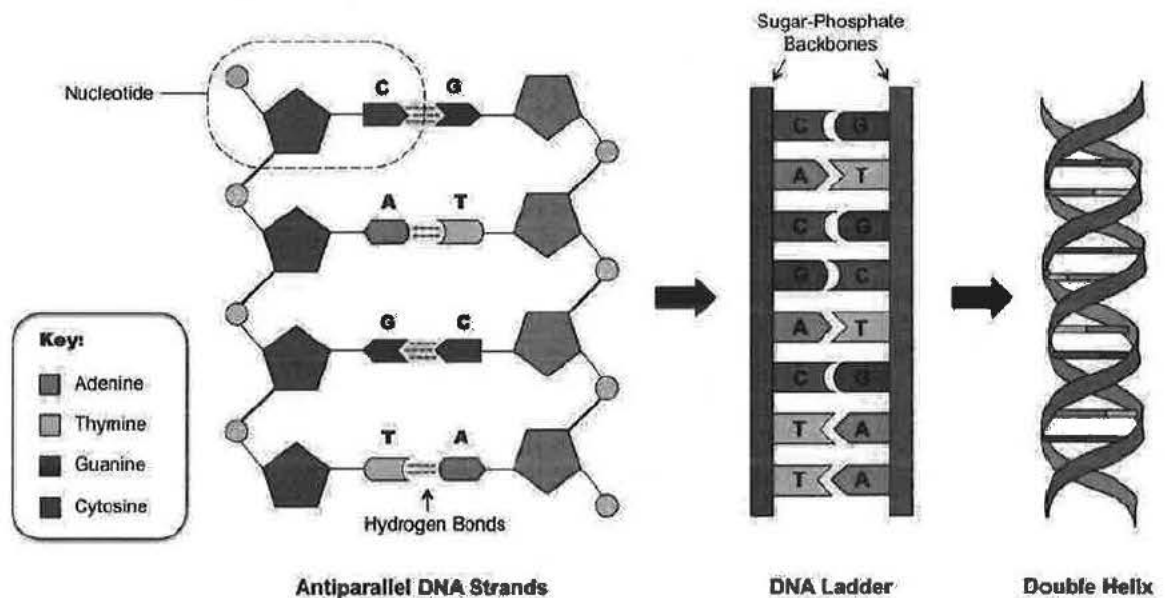 Sugar-Phosphate
Backbones
Nucleotide
C G
A T
G C
T A
Hydrogen Bonds
Key:
Adenine
Thymine
Guanine
Cytosine
C G
A T
C G
G C
A T
C G
T A
T A
Antiparallel DNA Strands
DNA Ladder
Double Helix